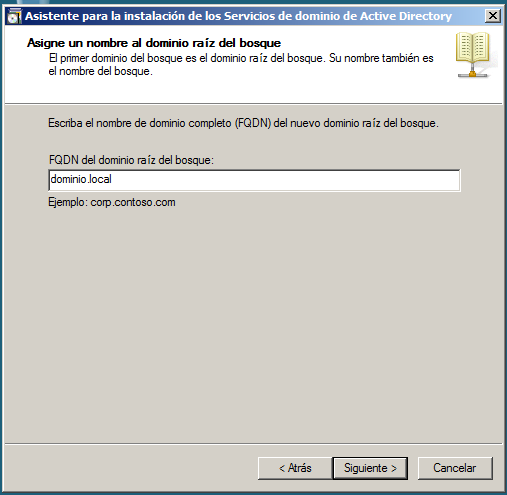 Asistente para la instalación de los Servicios de dominio de Active Directory
Asigne un nombre al dominio raíz del bosque
El primer dominio del bosque es el dominio raíz del bosque. Su nombre también es
el nombre del bosque.
Escriba el nombre de dominio completo (FQDN) del nuevo dominio raíz del bosque.
FQDN del dominio raíz del bosque:
dominio.local
Ejemplo: corp.contoso.com
< Atrás
Siguiente >
Cancelar